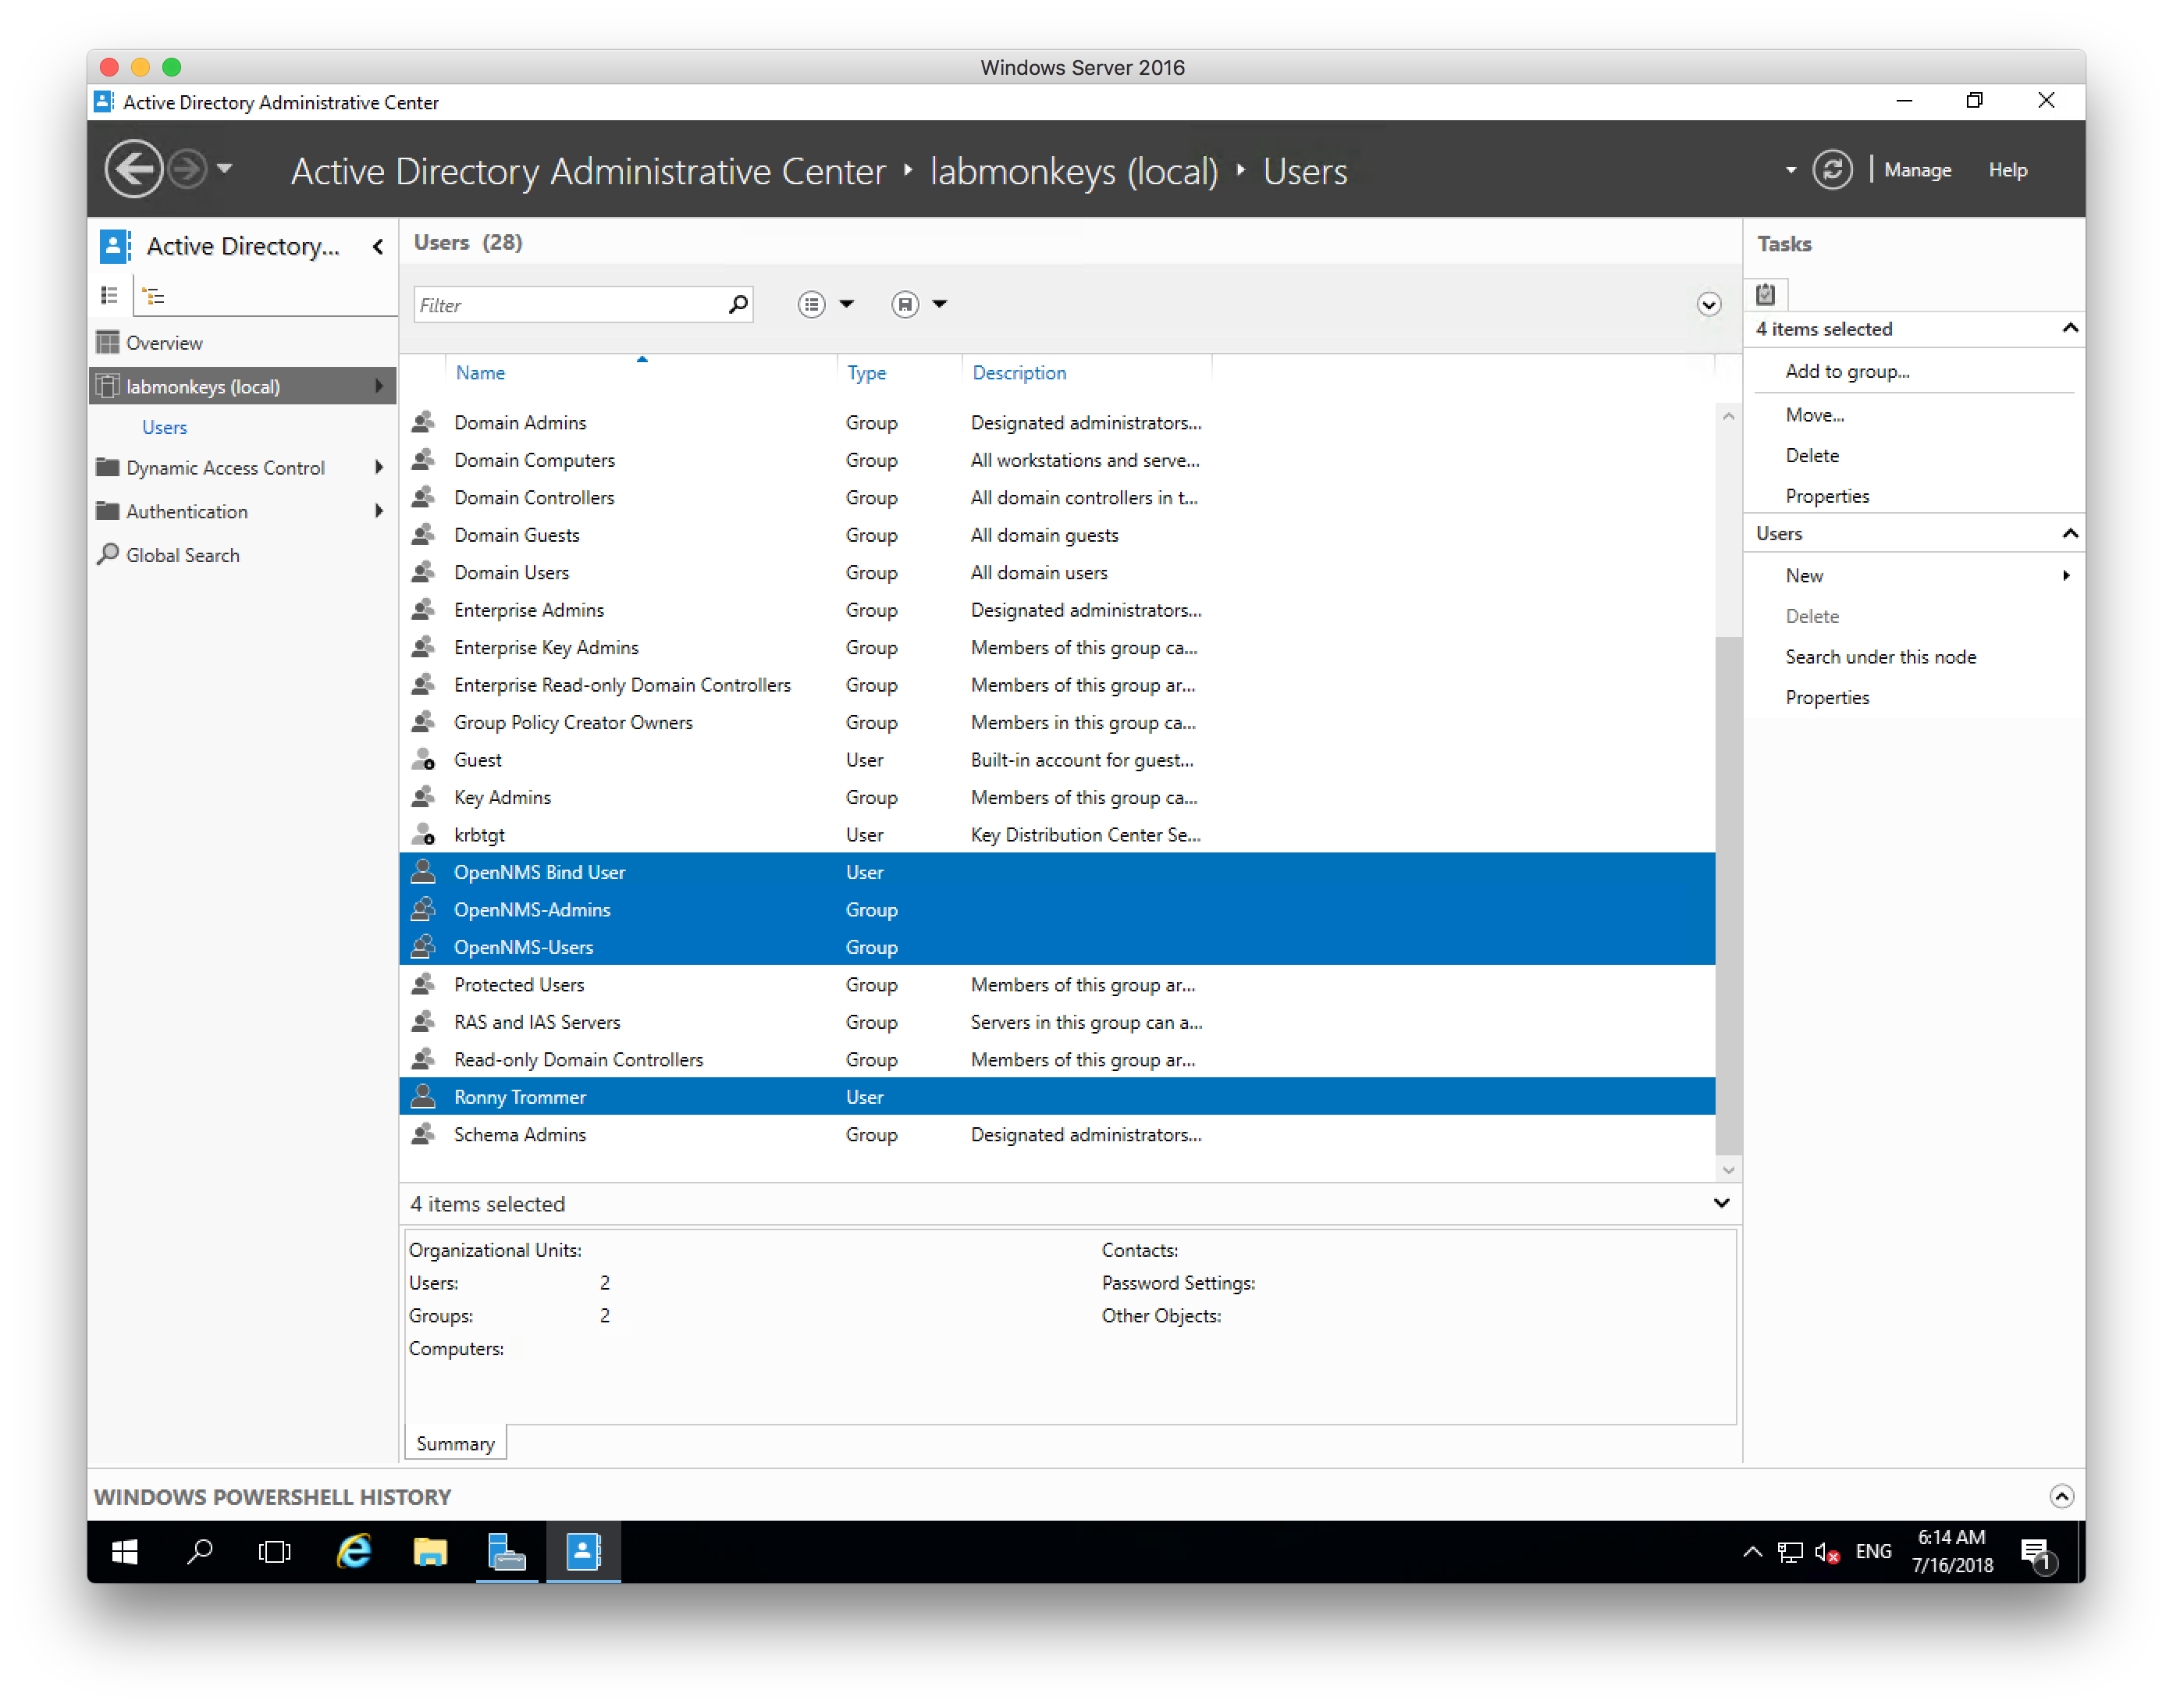 Windows Server 2016
Active Directory Administrative Center
Active Directory Administrative Center ‣ labmonkeys (local) ‣ Users
Manage Help
Active Directory...
Overview
labmonkeys (local)
Users
Dynamic Access Control
Authentication
Global Search
Users (28)
Filter
Name Type Description
Domain Admins Group Designated administrators...
Domain Computers Group All workstations and serve...
Domain Controllers Group All domain controllers in t...
Domain Guests Group All domain guests
Domain Users Group All domain users
Enterprise Admins Group Designated administrators...
Enterprise Key Admins Group Members of this group ca...
Enterprise Read-only Domain Controllers Group Members of this group ar...
Group Policy Creator Owners Group Members in this group ca...
Guest User Built-in account for guest...
Key Admins Group Members of this group ca...
krbtgt User Key Distribution Center Se...
OpenNMS Bind User User
OpenNMS-Admins Group
OpenNMS-Users Group
Protected Users Group Members of this group ar...
RAS and IAS Servers Group Servers in this group can a...
Read-only Domain Controllers Group Members of this group ar...
Ronny Trommer User
Schema Admins Group Designated administrators...
4 items selected
Organizational Units:
Users: 2
Groups: 2
Computers:
Contacts:
Password Settings:
Other Objects:
Summary
Tasks
4 items selected
Add to group...
Move...
Delete
Properties
Users
New
Delete
Search under this node
Properties
WINDOWS POWERSHELL HISTORY
ENG
6:14 AM
7/16/2018
1